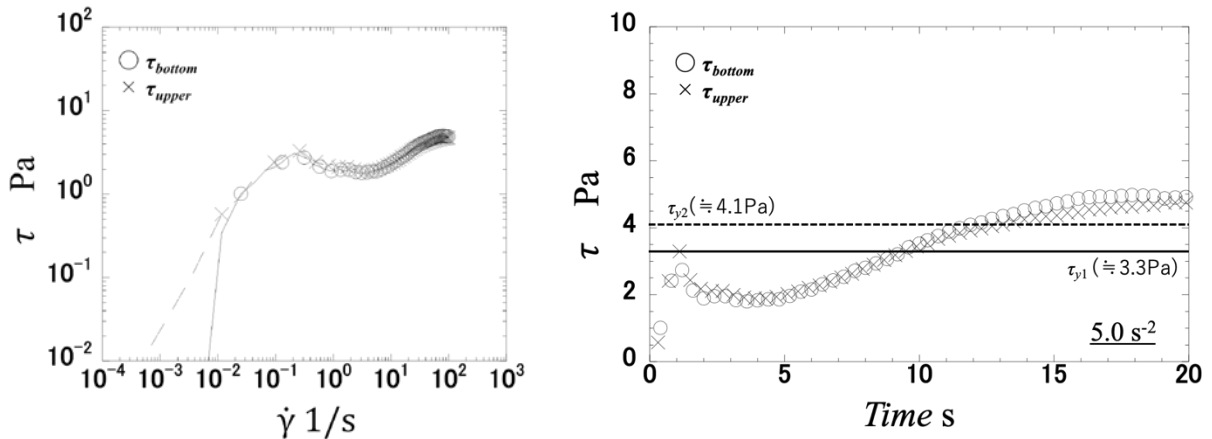 10²
10¹
10⁰
10⁻¹
10⁻²
τ Pa
τ_bottom
τ_upper
10⁻⁴ 10⁻³ 10⁻² 10⁻¹ 10⁰ 10¹ 10² 10³
γ̇ 1/s
10
8
6
4
2
0
τ Pa
τ_bottom
τ_upper
τ_y2(≒4.1Pa)
τ_y1(≒3.3Pa)
5.0 s⁻²
0 5 10 15 20
Time s